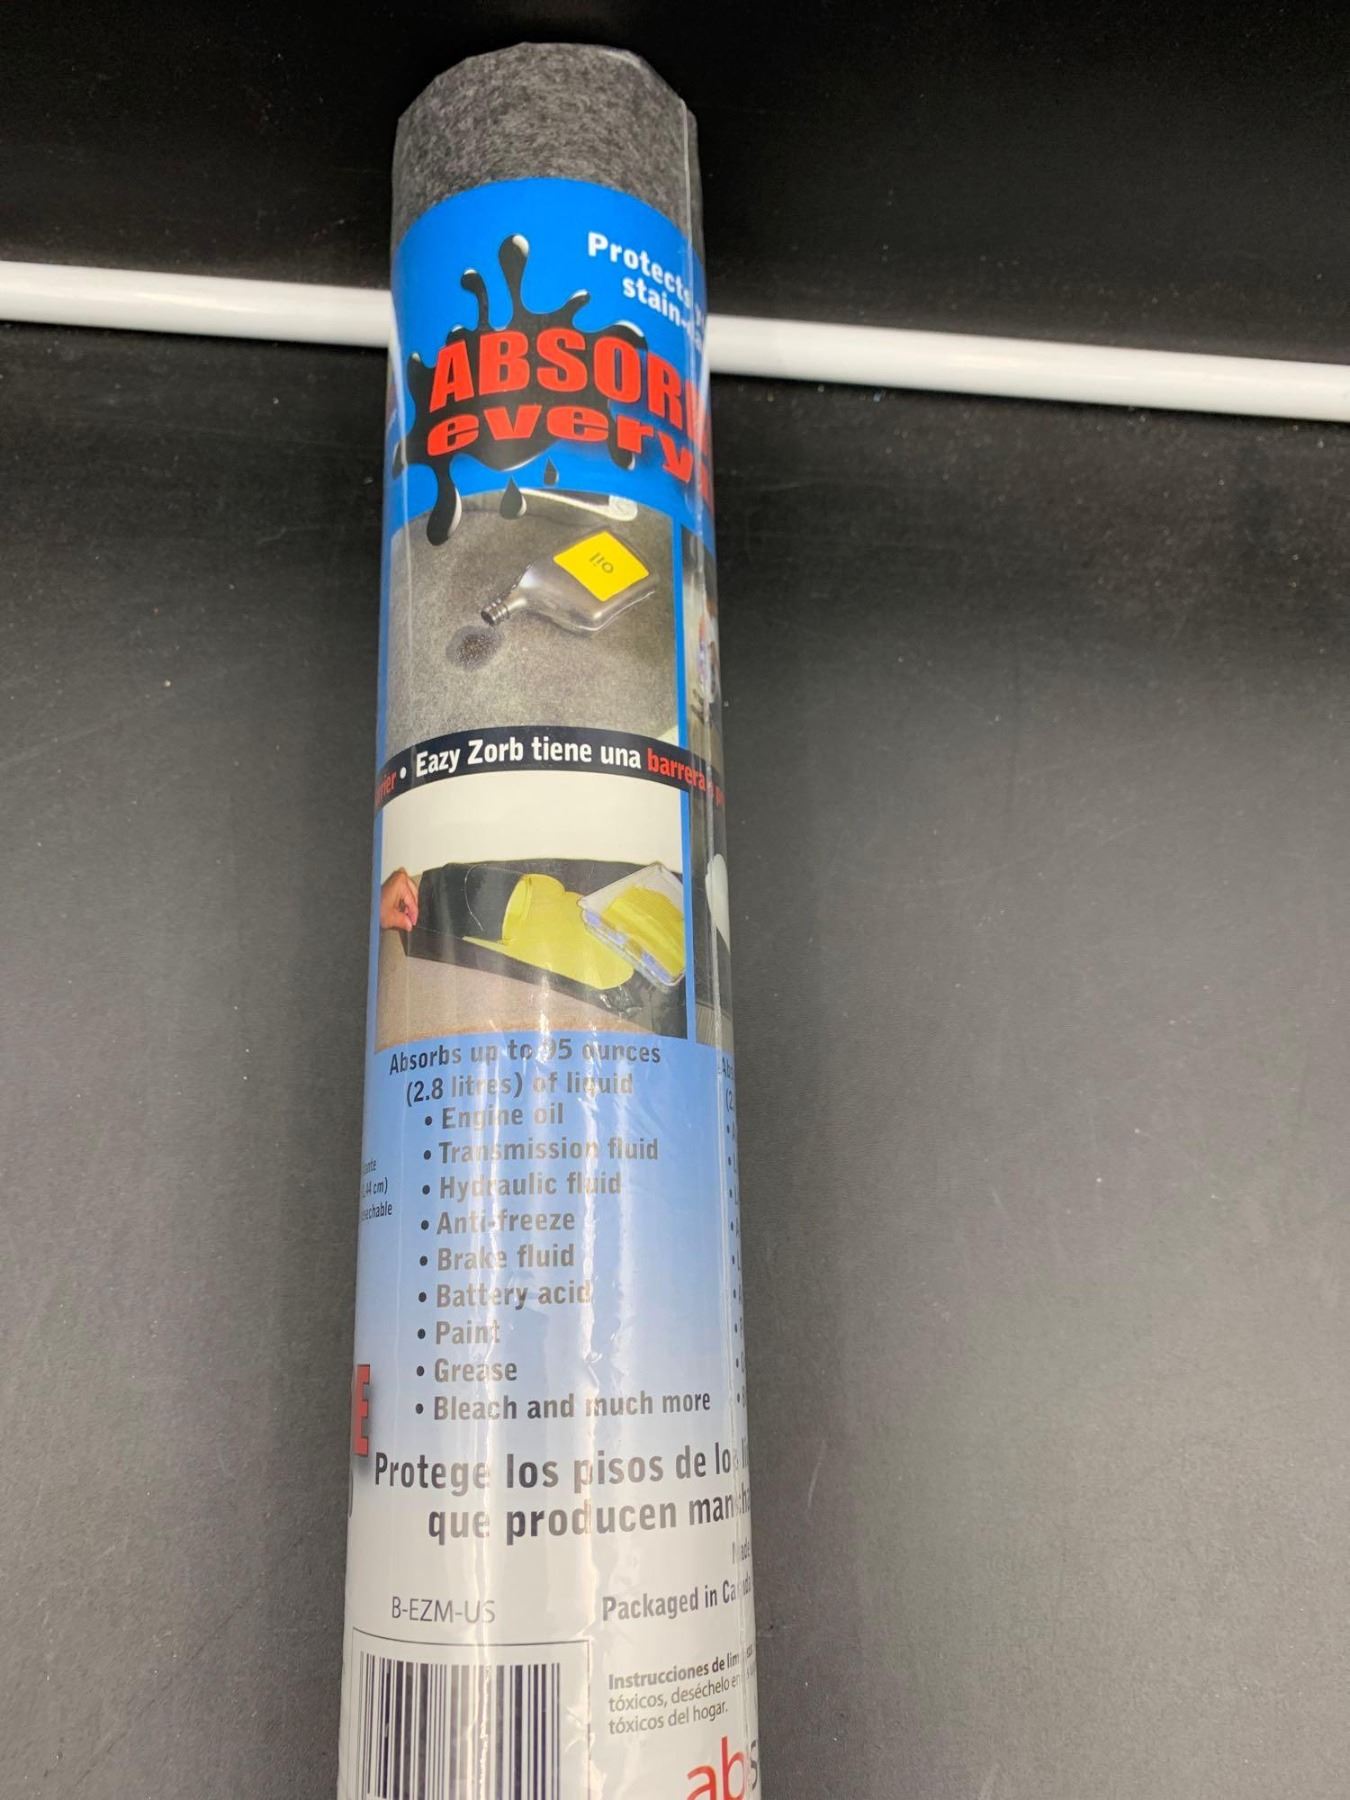 Protects
stain-
ABSOR
every
oil
Eazy Zorb tiene una barrera
Absorbs up to 95 ounces
(2.8 litres) of liquid
• Engine oil
• Transmission fluid
• Hydraulic fluid
• Anti-freeze
• Brake fluid
• Battery acid
• Paint
• Grease
• Bleach and much more
cm)
E
Protege los pisos de lo
que producen man
B-EZM-US
Packaged in Ca
Instrucciones de lim
tóxicos, deséchelo en
tóxicos del hogar.
abs